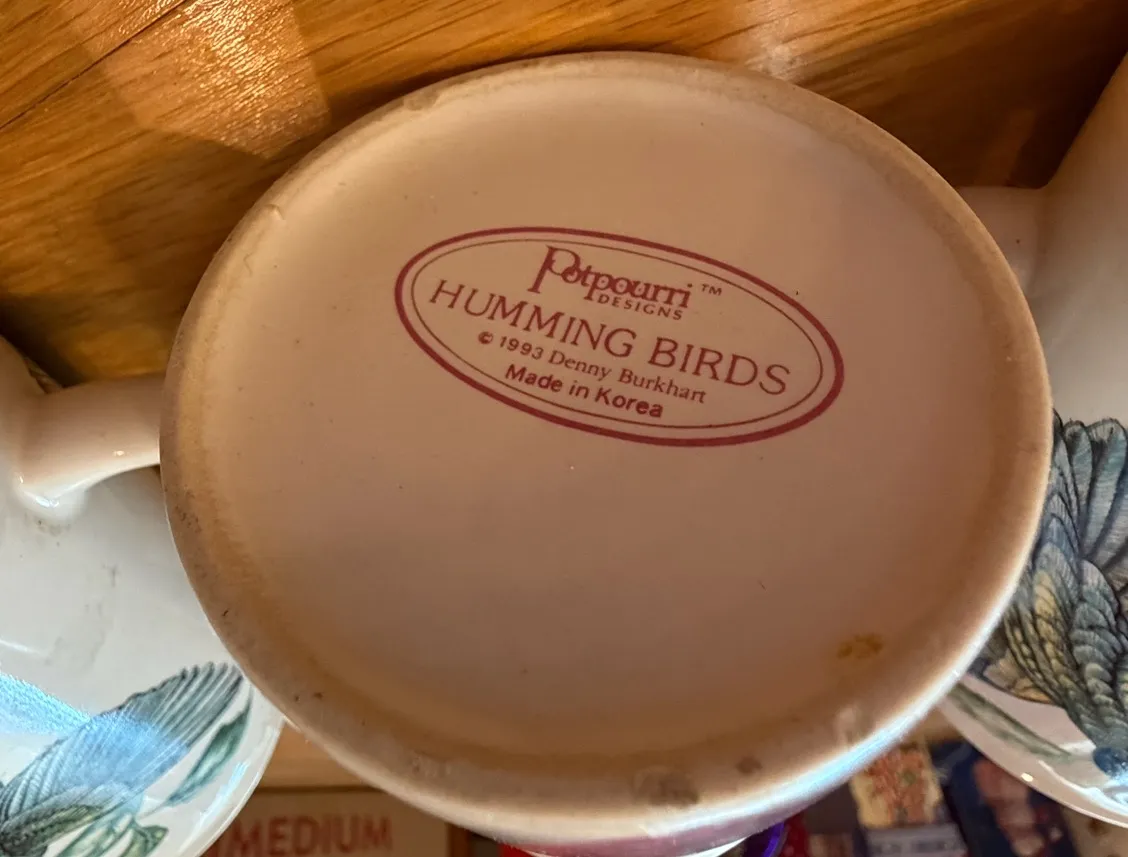 Potpourri™
DESIGNS
HUMMING BIRDS
© 1993 Denny Burkhart
Made in Korea
MEDIUM